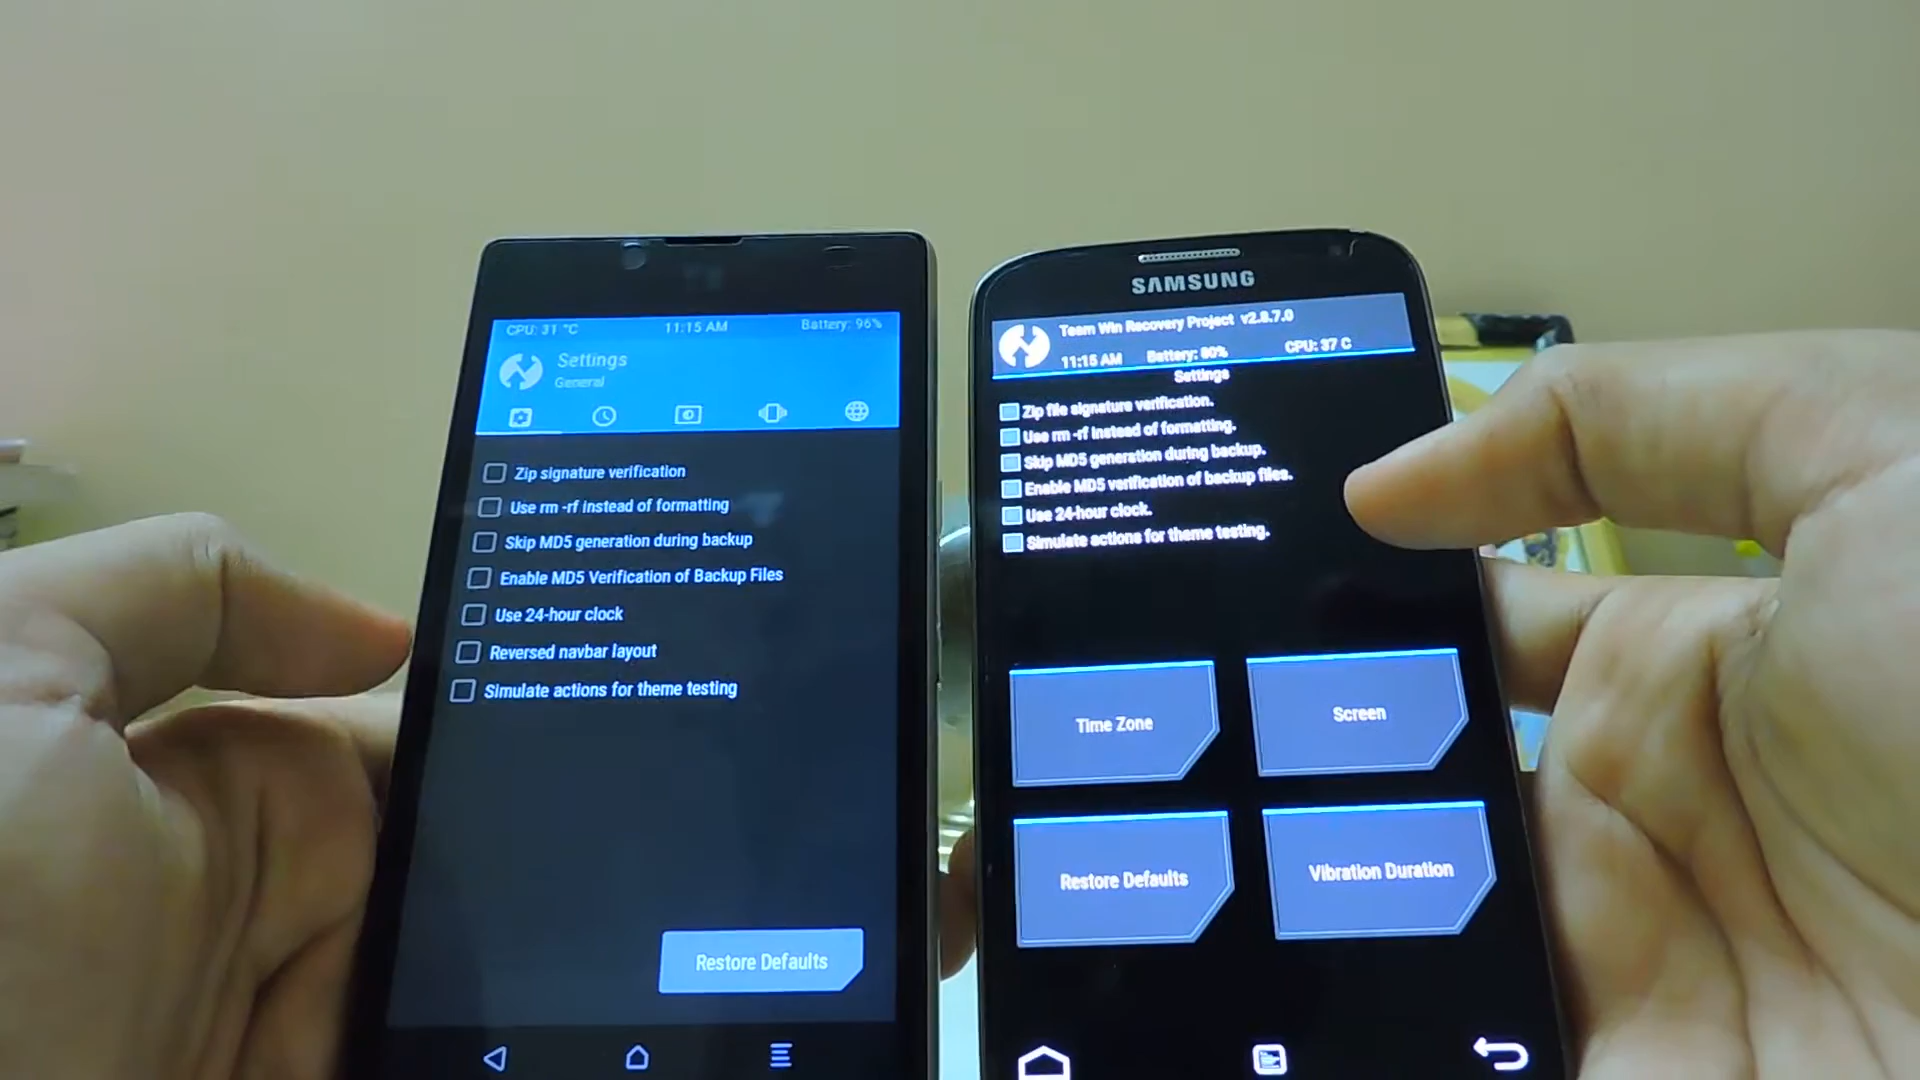 CPU: 31 °C 11:15 AM Battery: 96%
Settings
General
Zip signature verification
Use rm -rf instead of formatting
Skip MD5 generation during backup
Enable MD5 Verification of Backup Files
Use 24-hour clock
Reversed navbar layout
Simulate actions for theme testing
Restore Defaults
SAMSUNG
Team Win Recovery Project v2.8.7.0
11:15 AM Battery: 80% CPU: 37 C
Settings
Zip file signature verification.
Use rm -rf instead of formatting.
Skip MD5 generation during backup.
Enable MD5 verification of backup files.
Use 24-hour clock.
Simulate actions for theme testing.
Time Zone Screen
Restore Defaults Vibration Duration